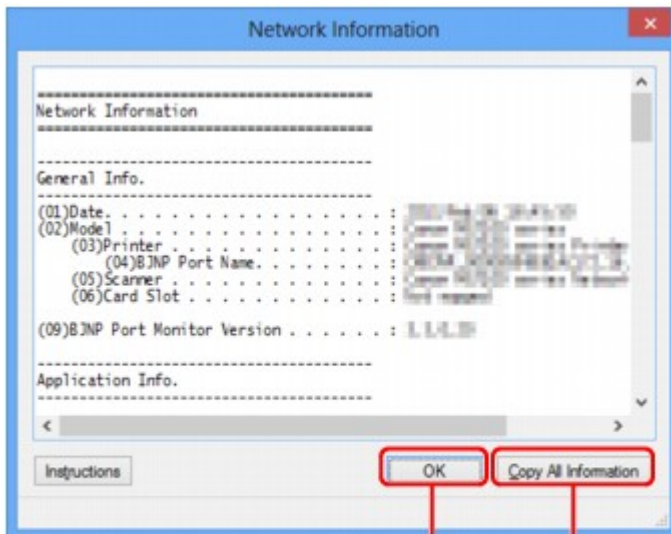 Network Information
==========================================
Network Information
==========================================
------------------------------------------
General Info.
------------------------------------------
(01)Date. . . . . . . . . . . . . . . . . :
(02)Model . . . . . . . . . . . . . . . . :
(03)Printer . . . . . . . . . . . . . . :
(04)BJNP Port Name. . . . . . . . . :
(05)Scanner . . . . . . . . . . . . . . :
(06)Card Slot . . . . . . . . . . . . . :
(09)BJNP Port Monitor Version . . . . . . :
------------------------------------------
Application Info.
------------------------------------------
Instructions
OK
Copy All Information